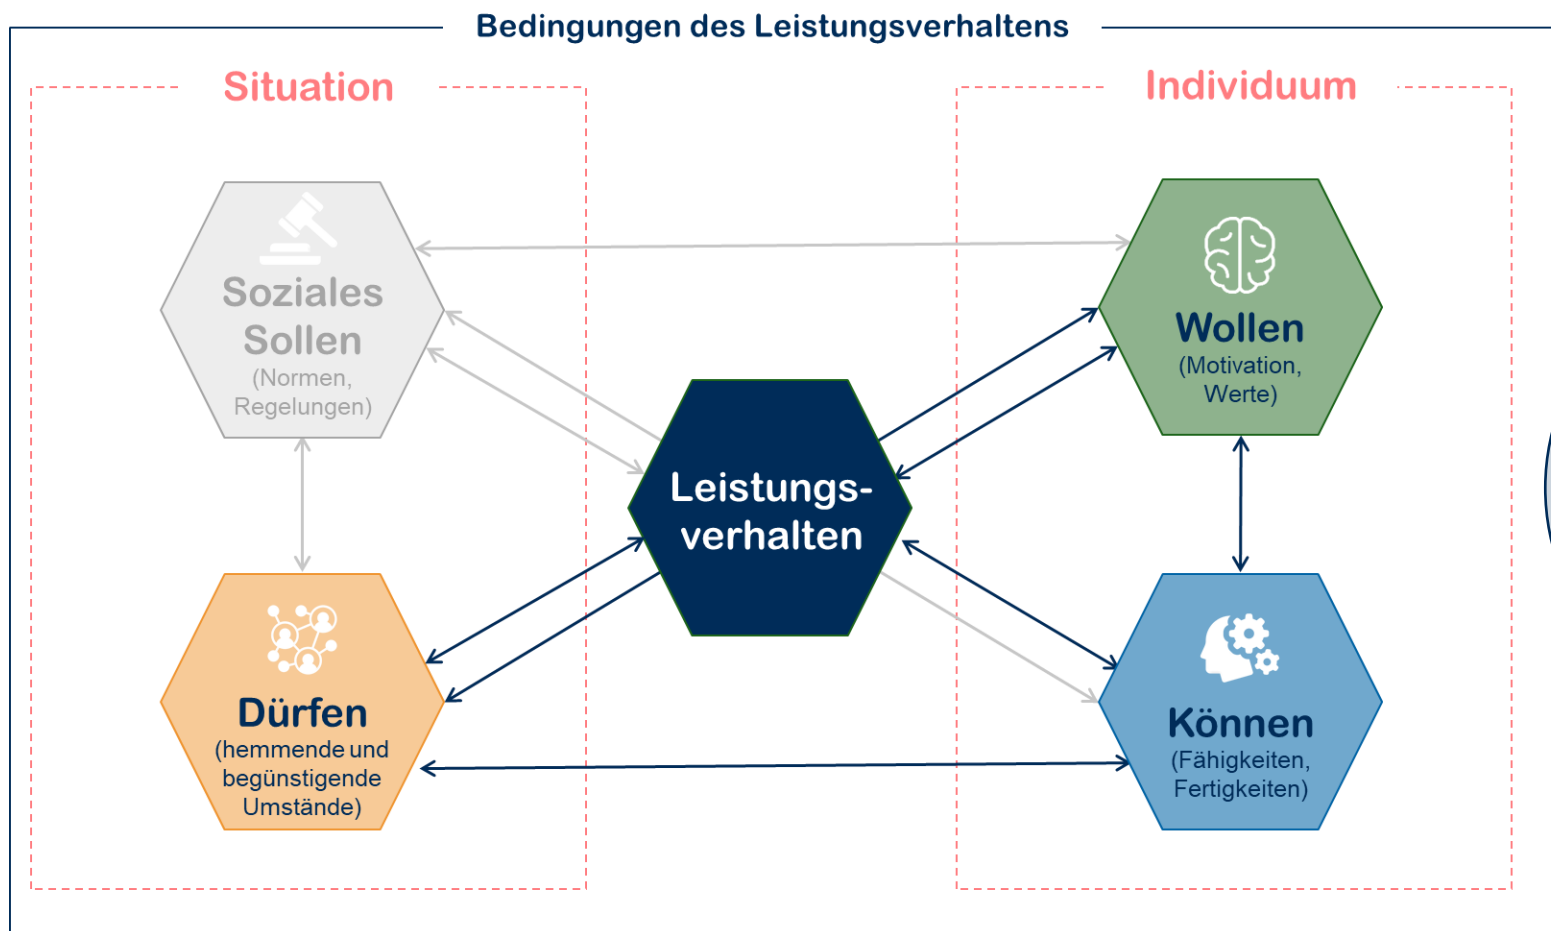 Bedingungen des Leistungsverhaltens
Situation
Individuum
Soziales
Sollen
(Normen,
Regelungen)
Wollen
(Motivation,
Werte)
Leistungs-
verhalten
Dürfen
(hemmende und
begünstigende
Umstände)
Können
(Fähigkeiten,
Fertigkeiten)